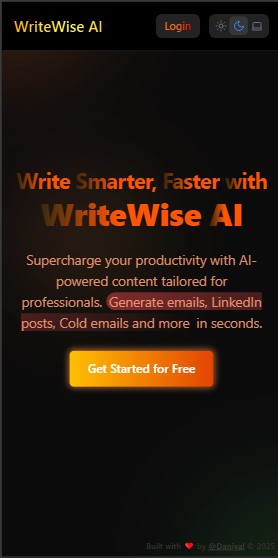 WriteWise AI
Login
Write Smarter, Faster with
WriteWise AI
Supercharge your productivity with AI-
powered content tailored for
professionals. Generate emails, LinkedIn
posts, Cold emails and more in seconds.
Get Started for Free
Built with ❤️ by @Daniyal © 2025